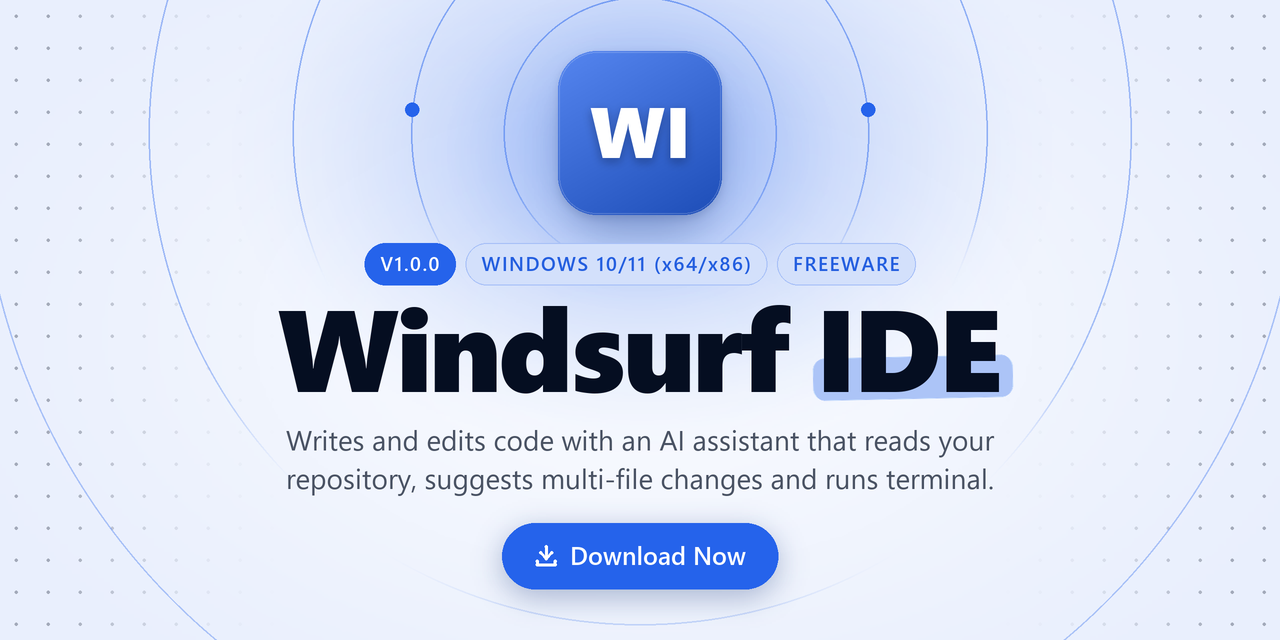 WI
V1.0.0
WINDOWS 10/11 (x64/x86)
FREEWARE
Windsurf IDE
Writes and edits code with an AI assistant that reads your
repository, suggests multi-file changes and runs terminal.
Download Now